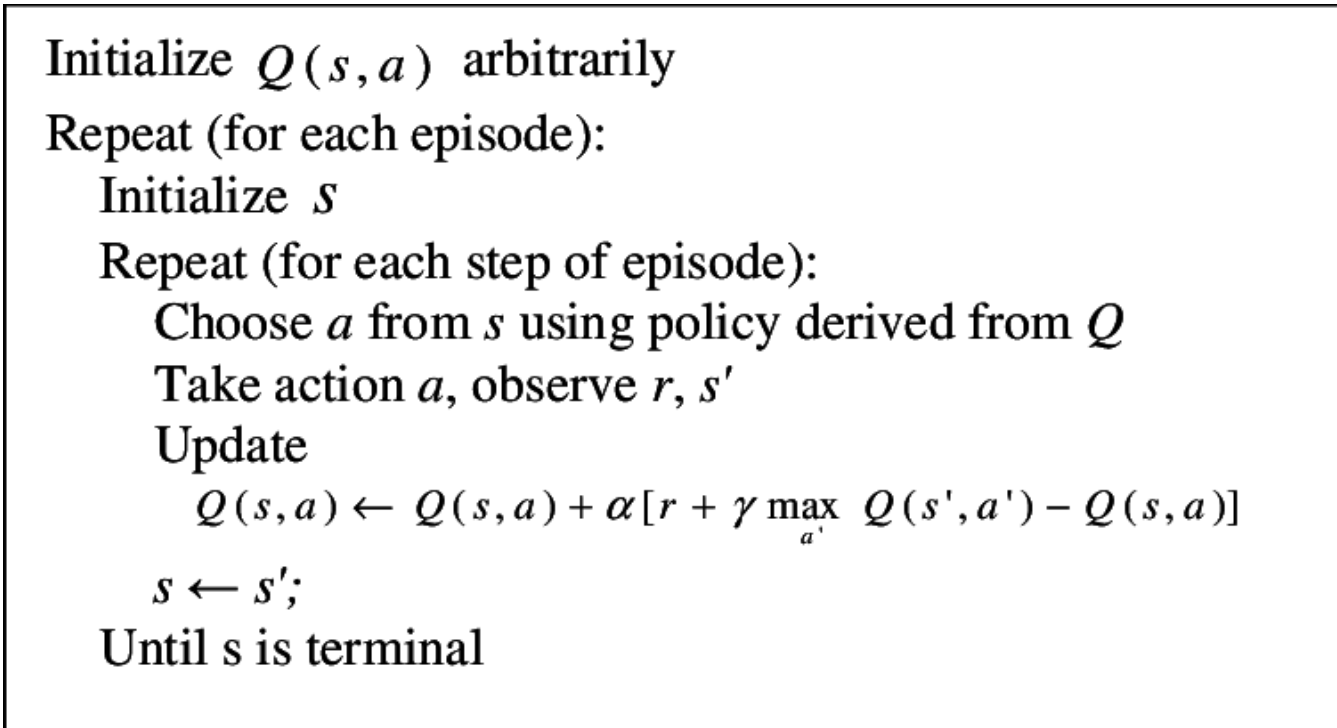 Initialize Q(s,a) arbitrarily
Repeat (for each episode):
Initialize s
Repeat (for each step of episode):
Choose a from s using policy derived from Q
Take action a, observe r, s′
Update
Q(s,a) ← Q(s,a) + α[r + γ max Q(s',a') − Q(s,a)]
a'
s ← s′;
Until s is terminal